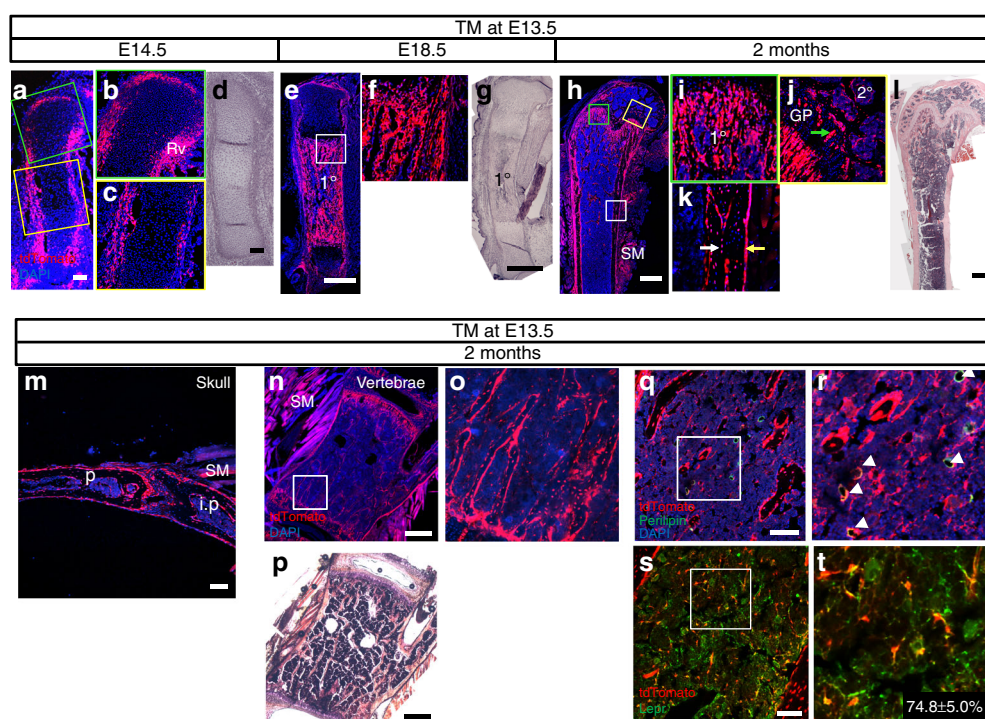 TM at E13.5
E14.5 E18.5 2 months
a b d e f g h i j l
2°
GP
1°
Rv
1°
1°
c k
SM
tdTomato
DAPI
TM at E13.5
2 months
m Skull n Vertebrae o q r
SM
SM
p
i.p
tdTomato
DAPI
tdTomato
Perilipin
DAPI
p s t
tdTomato
Lepr
74.8±5.0%